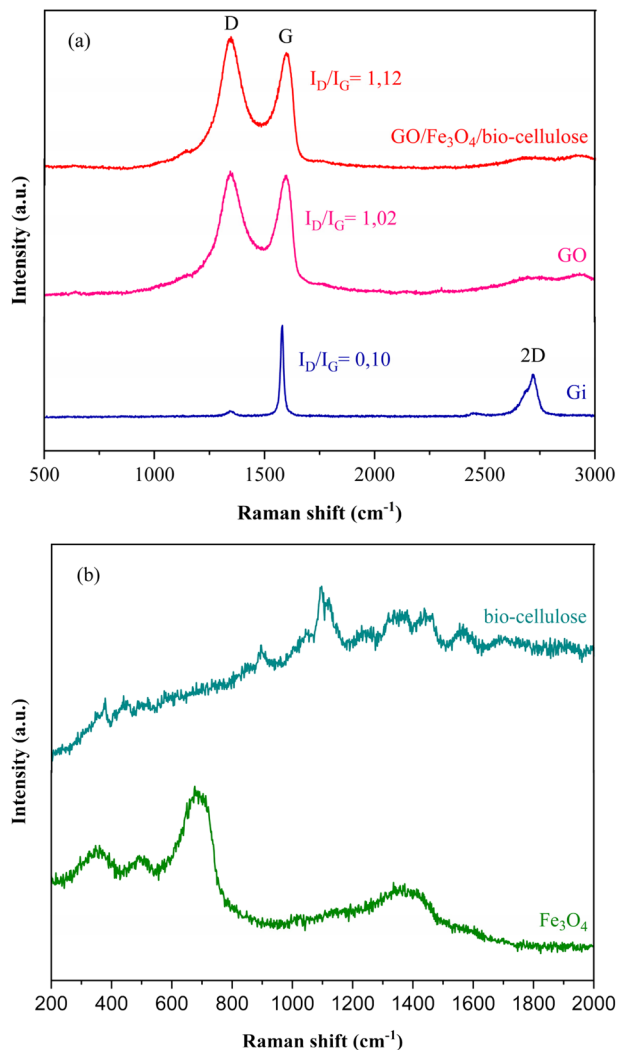 (a)
D
G
I_D/I_G= 1,12
GO/Fe₃O₄/bio-cellulose
I_D/I_G= 1,02
GO
I_D/I_G= 0,10
2D
Gi
Intensity (a.u.)
500 1000 1500 2000 2500 3000
Raman shift (cm⁻¹)
(b)
bio-cellulose
Fe₃O₄
Intensity (a.u.)
200 400 600 800 1000 1200 1400 1600 1800 2000
Raman shift (cm⁻¹)